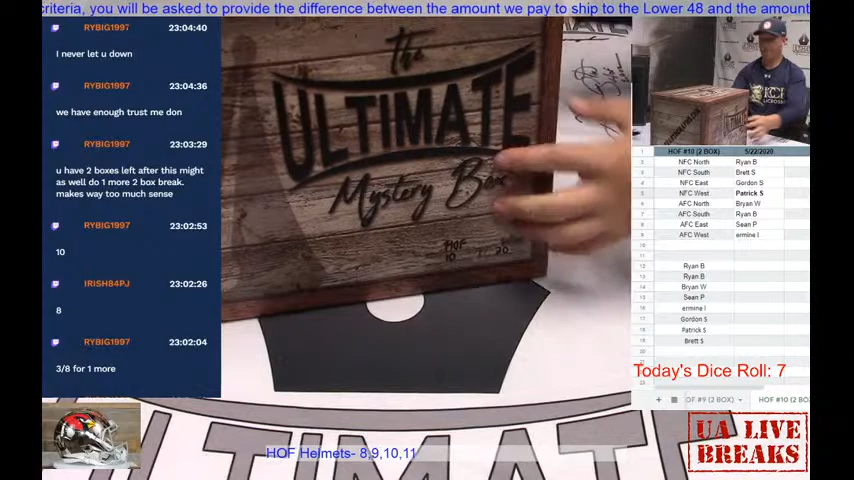 criteria, you will be asked to provide the difference between the amount we pay to ship to the Lower 48 and the amount
RYBIG1997 23:04:40
I never let u down
RYBIG1997 23:04:36
we have enough trust me don
RYBIG1997 23:03:29
u have 2 boxes left after this might
as well do 1 more 2 box break.
makes way too much sense
RYBIG1997 23:02:53
10
IRISH84PJ 23:02:26
8
RYBIG1997 23:02:04
3/8 for 1 more
the
ULTIMATE
Mystery Box
HOF
10
20
HOF #10 (2 BOX) 5/22/2020
NFC North Ryan B
NFC South Brett S
NFC East Gordon S
NFC West Patrick S
AFC North Bryan W
AFC South Ryan B
AFC East Sean P
AFC West ermine l
Ryan B
Ryan B
Bryan W
Sean P
ermine l
Gordon S
Patrick S
Brett S
Today's Dice Roll: 7
OF #9 (2 BOX) HOF #10 (2 BO
HOF Helmets- 8,9,10,11
UA LIVE
BREAKS
ULTIMATE